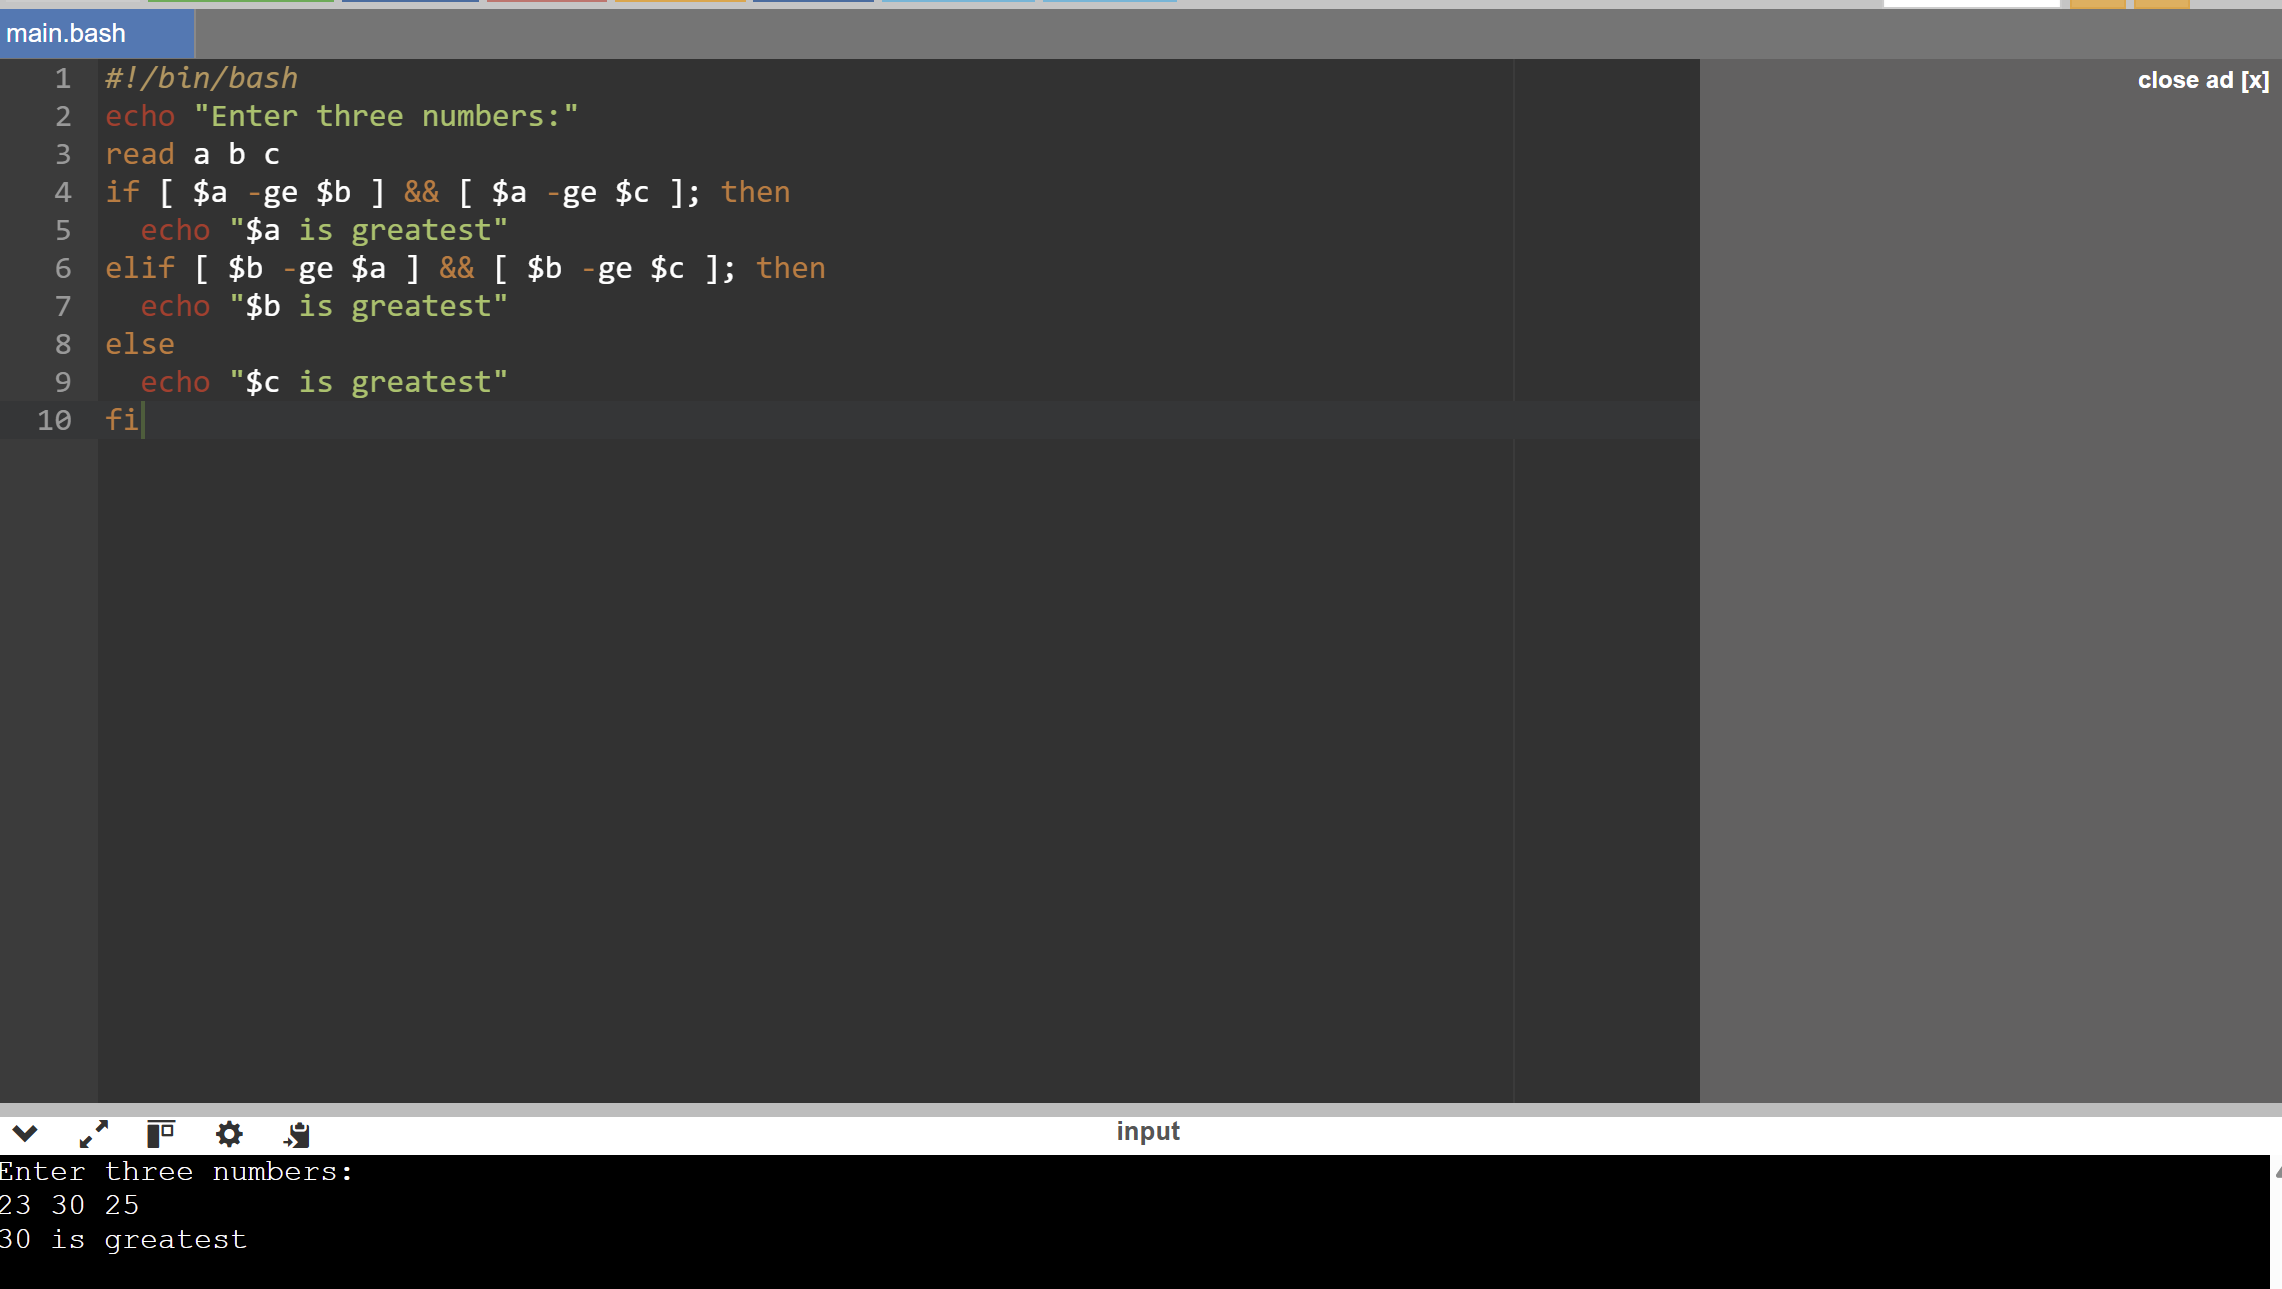 main.bash
close ad [x]
1 #!/bin/bash
2 echo "Enter three numbers:"
3 read a b c
4 if [ $a -ge $b ] && [ $a -ge $c ]; then
5   echo "$a is greatest"
6 elif [ $b -ge $a ] && [ $b -ge $c ]; then
7   echo "$b is greatest"
8 else
9   echo "$c is greatest"
10 fi
input
Enter three numbers:
23 30 25
30 is greatest